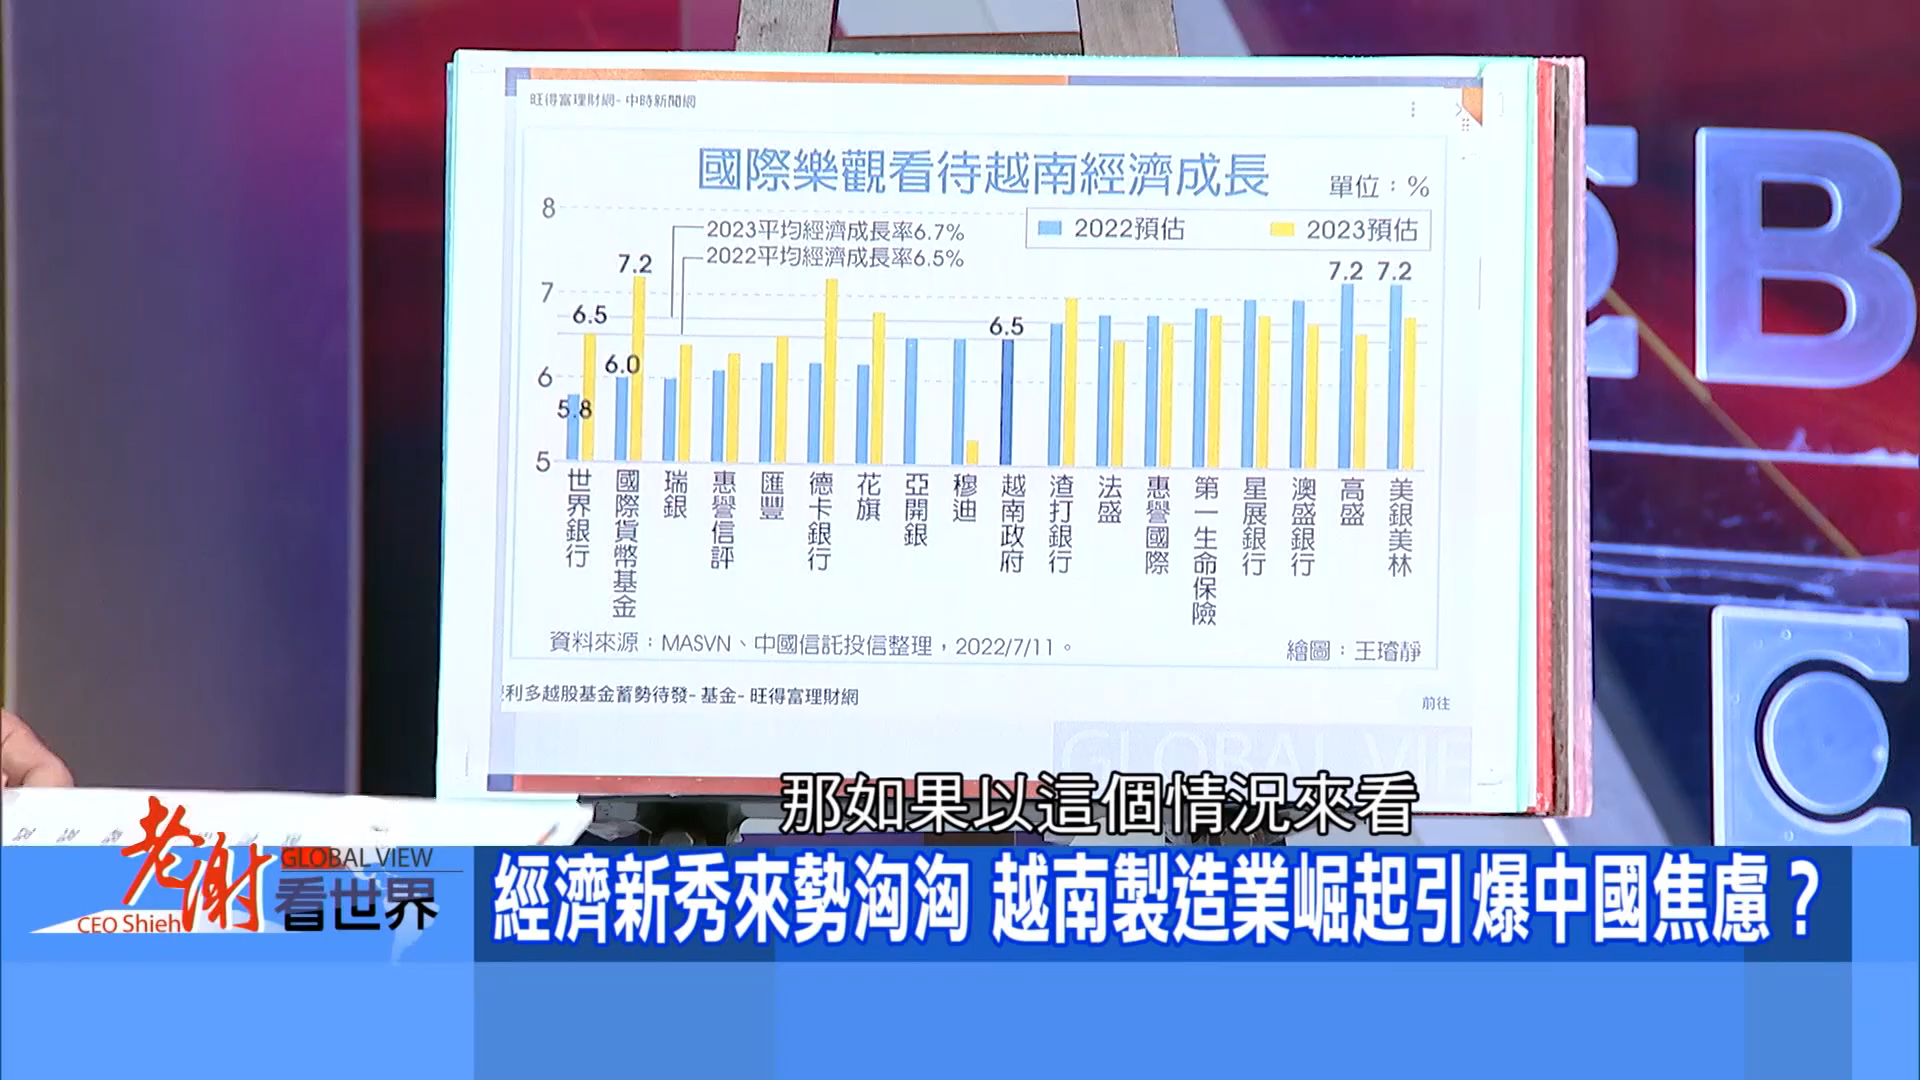 旺得富理財網- 中時新聞網
國際樂觀看待越南經濟成長
單位：%
2022預估 2023預估
2023平均經濟成長率6.7%
2022平均經濟成長率6.5%
8
7
6
5
5.8
6.5
6.0
7.2
6.5
7.2 7.2
世界銀行
國際貨幣基金
瑞銀
惠譽信評
匯豐
德卡銀行
花旗
亞開銀
穆迪
越南政府
渣打銀行
法盛
惠譽國際
第一生命保險
星展銀行
澳盛銀行
高盛
美銀美林
資料來源：MASVN、中國信託投信整理，2022/7/11。
繪圖：王璿靜
利多越股基金蓄勢待發- 基金- 旺得富理財網
前往
GLOBAL VIE
那如果以這個情況來看
老謝
CEO Shieh
GLOBAL VIEW
看世界
經濟新秀來勢洶洶 越南製造業崛起引爆中國焦慮？
B